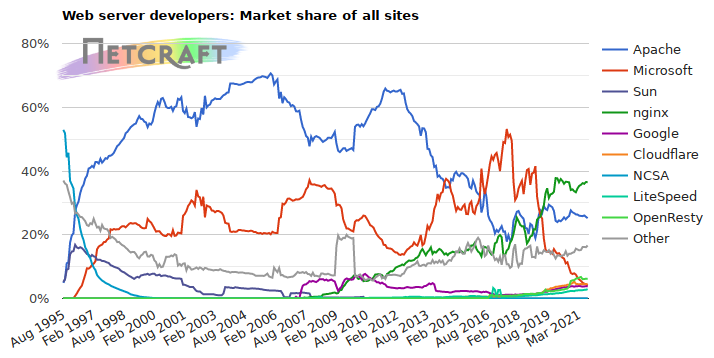 Web server developers: Market share of all sites
NETCRAFT
80%
60%
40%
20%
0%
Apache
Microsoft
Sun
nginx
Google
Cloudflare
NCSA
LiteSpeed
OpenResty
Other
Aug 1995
Feb 1997
Aug 1998
Feb 2000
Aug 2001
Feb 2003
Aug 2004
Feb 2006
Aug 2007
Feb 2009
Aug 2010
Feb 2012
Aug 2013
Feb 2015
Aug 2016
Feb 2018
Aug 2019
Mar 2021